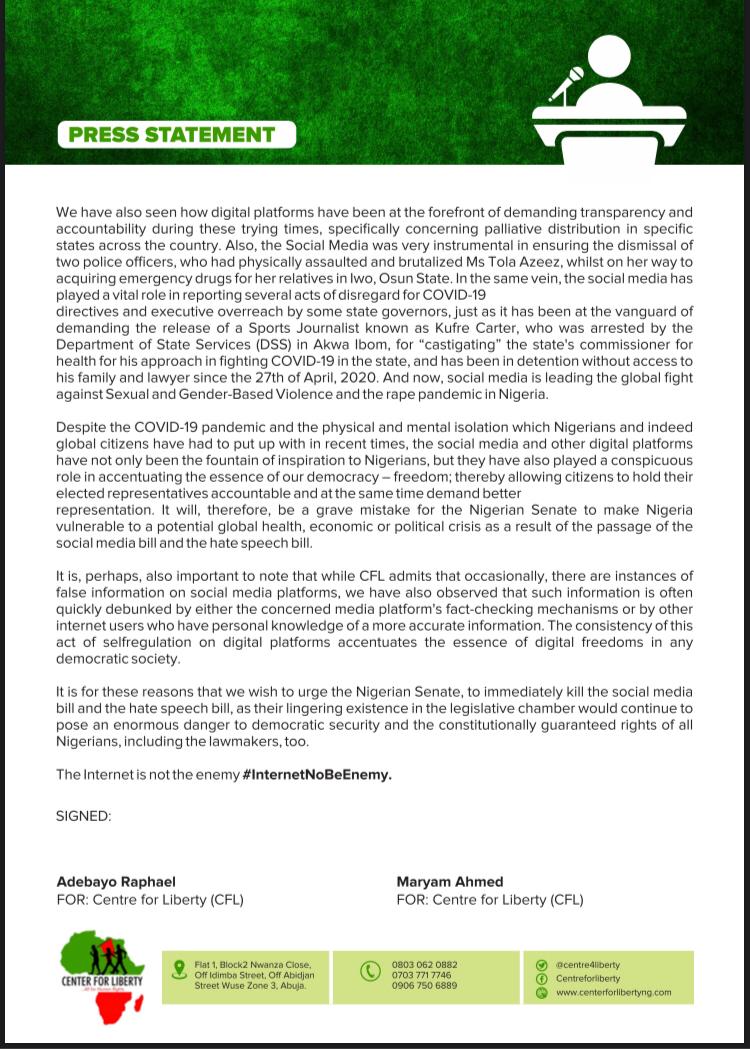 PRESS STATEMENT
We have also seen how digital platforms have been at the forefront of demanding transparency and
accountability during these trying times, specifically concerning palliative distribution in specific
states across the country. Also, the Social Media was very instrumental in ensuring the dismissal of
two police officers, who had physically assaulted and brutalized Ms Tola Azeez, whilst on her way to
acquiring emergency drugs for her relatives in Iwo, Osun State. In the same vein, the social media has
played a vital role in reporting several acts of disregard for COVID-19
directives and executive overreach by some state governors, just as it has been at the vanguard of
demanding the release of a Sports Journalist known as Kufre Carter, who was arrested by the
Department of State Services (DSS) in Akwa Ibom, for “castigating” the state's commissioner for
health for his approach in fighting COVID-19 in the state, and has been in detention without access to
his family and lawyer since the 27th of April, 2020. And now, social media is leading the global fight
against Sexual and Gender-Based Violence and the rape pandemic in Nigeria.
Despite the COVID-19 pandemic and the physical and mental isolation which Nigerians and indeed
global citizens have had to put up with in recent times, the social media and other digital platforms
have not only been the fountain of inspiration to Nigerians, but they have also played a conspicuous
role in accentuating the essence of our democracy – freedom; thereby allowing citizens to hold their
elected representatives accountable and at the same time demand better
representation. It will, therefore, be a grave mistake for the Nigerian Senate to make Nigeria
vulnerable to a potential global health, economic or political crisis as a result of the passage of the
social media bill and the hate speech bill.
It is, perhaps, also important to note that while CFL admits that occasionally, there are instances of
false information on social media platforms, we have also observed that such information is often
quickly debunked by either the concerned media platform's fact-checking mechanisms or by other
internet users who have personal knowledge of a more accurate information. The consistency of this
act of selfregulation on digital platforms accentuates the essence of digital freedoms in any
democratic society.
It is for these reasons that we wish to urge the Nigerian Senate, to immediately kill the social media
bill and the hate speech bill, as their lingering existence in the legislative chamber would continue to
pose an enormous danger to democratic security and the constitutionally guaranteed rights of all
Nigerians, including the lawmakers, too.
The Internet is not the enemy #InternetNoBeEnemy.
SIGNED:
Adebayo Raphael
FOR: Centre for Liberty (CFL)
Maryam Ahmed
FOR: Centre for Liberty (CFL)
CENTER FOR LIBERTY
Flat 1, Block2 Nwanza Close,
Off Idimba Street, Off Abidjan
Street Wuse Zone 3, Abuja.
0803 062 0882
0703 771 7746
0906 750 6889
@centre4liberty
Centreforliberty
www.centerforlibertyng.com